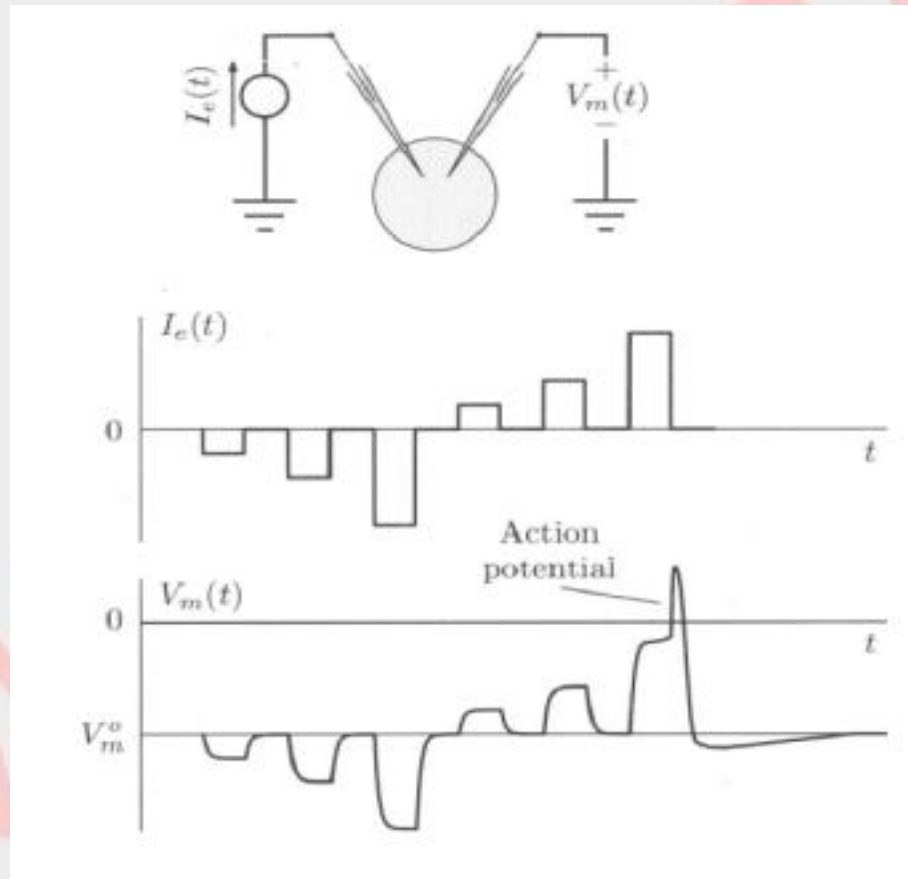 I_e(t)
+
V_m(t)
−
I_e(t)
0
t
Action
potential
V_m(t)
0
t
V_m^o